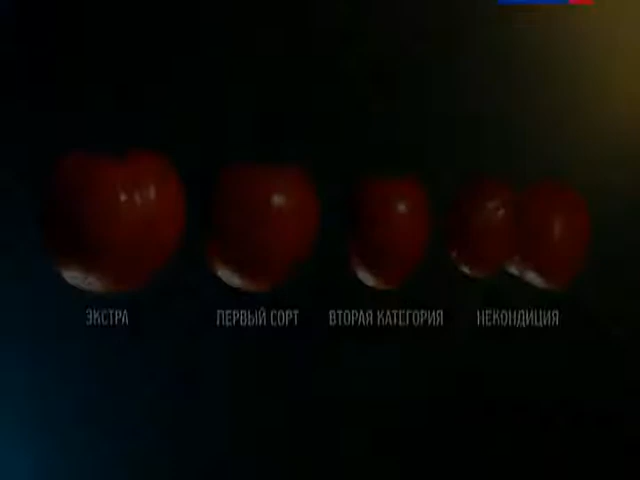 ЭКСТРА
ПЕРВЫЙ СОРТ
ВТОРАЯ КАТЕГОРИЯ
НЕКОНДИЦИЯ